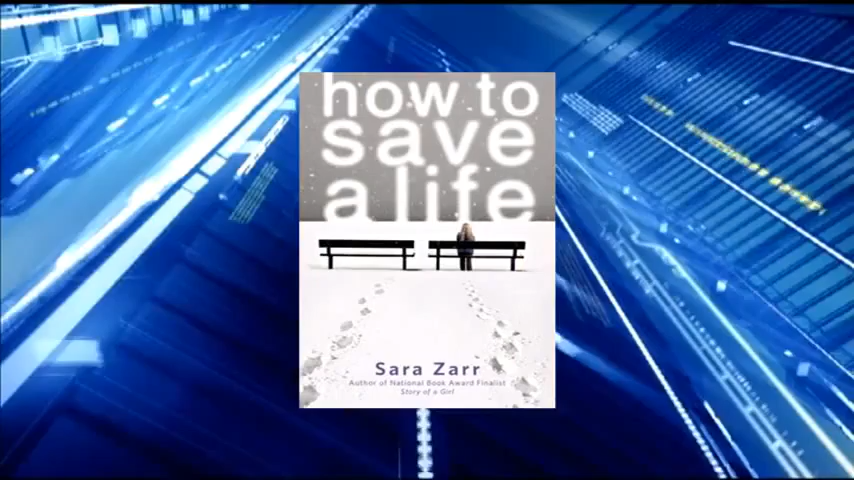 how to
save
a life
Sara Zarr
Author of National Book Award Finalist
Story of a Girl